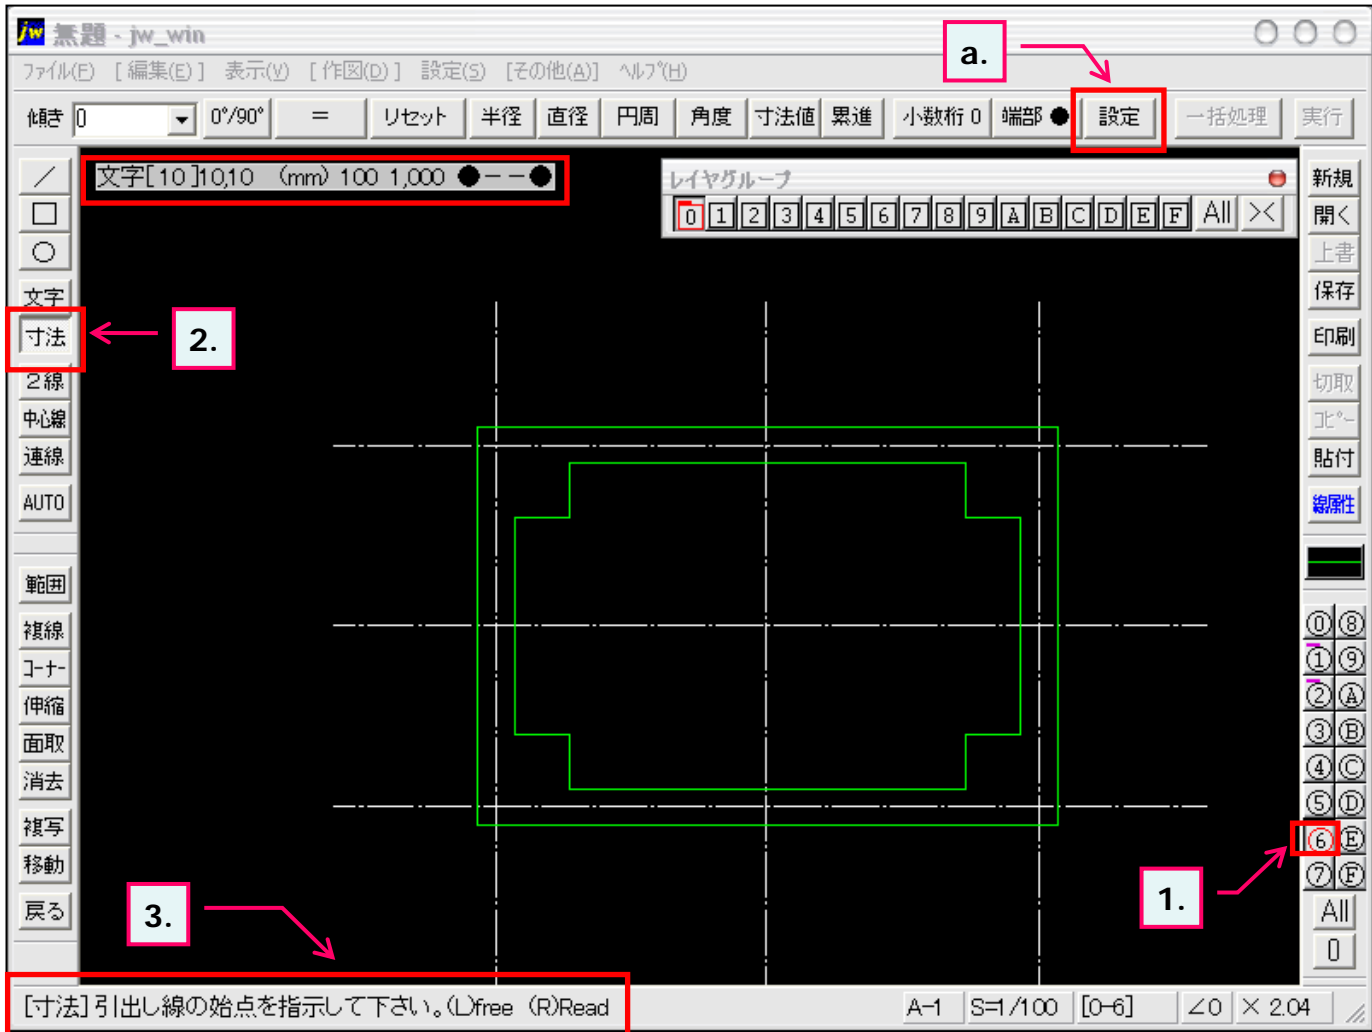 無題 - jw_win
a.
ファイル(F) [編集(E)] 表示(V) [作図(D)] 設定(S) [その他(A)] ヘルプ(H)
傾き 0 0°/90° = リセット 半径 直径 円周 角度 寸法値 累進 小数桁 0 端部 ● 設定 一括処理 実行
文字[10]10,10 (mm) 100 1,000 ●--●
レイヤグループ
0 1 2 3 4 5 6 7 8 9 A B C D E F All ><
文字
寸法
2線
中心線
連線
AUTO
範囲
複線
コーナー
伸縮
面取
消去
複写
移動
戻る
2.
3.
1.
新規
開く
上書
保存
印刷
切取
コピー
貼付
線属性
0 8
1 9
2 A
3 B
4 C
5 D
6 E
7 F
All
0
[寸法]引出し線の始点を指示して下さい。(L)free (R)Read
A-1 S=1/100 [0-6] ∠0 × 2.04